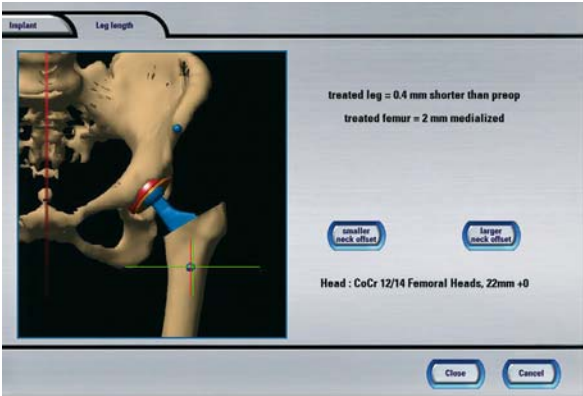 Implant
Leg length
treated leg = 0.4 mm shorter than preop
treated femur = 2 mm medialized
smaller
neck offset
larger
neck offset
Head : CoCr 12/14 Femoral Heads, 22mm +0
Close
Cancel